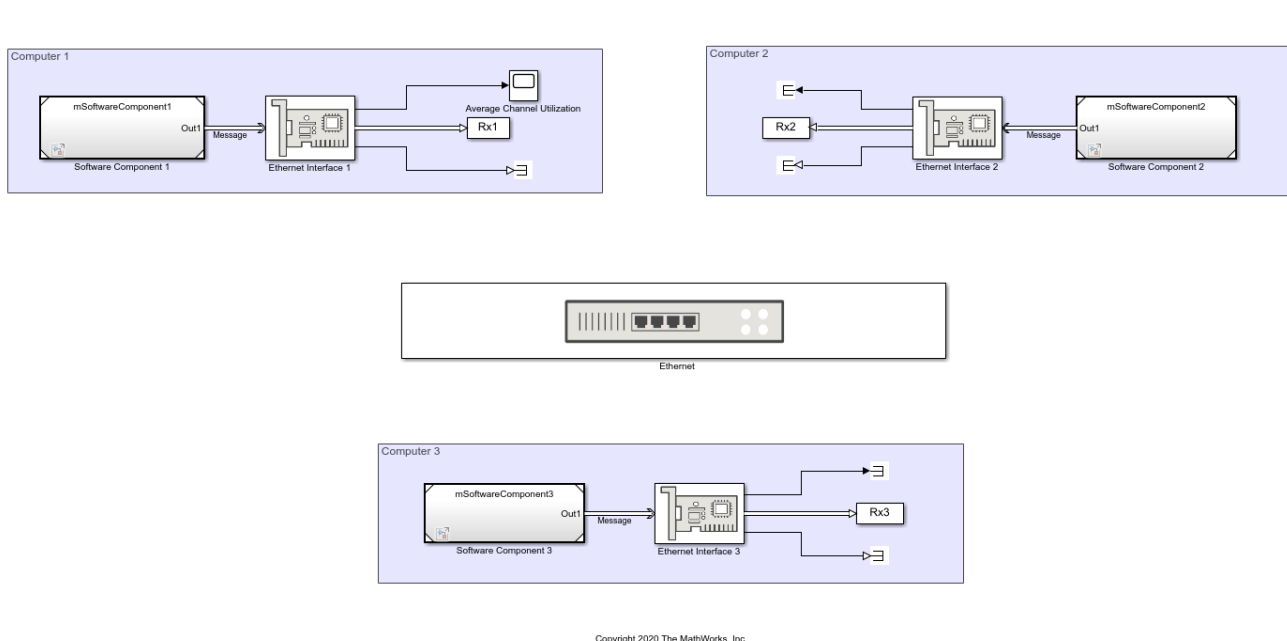 Computer 1
mSoftwareComponent1
Out1
Message
Software Component 1
Ethernet Interface 1
Average Channel Utilization
Rx1
Computer 2
Rx2
Ethernet Interface 2
Message
mSoftwareComponent2
Out1
Software Component 2
Ethernet
Computer 3
mSoftwareComponent3
Out1
Message
Software Component 3
Ethernet Interface 3
Rx3
Copyright 2020 The MathWorks, Inc.